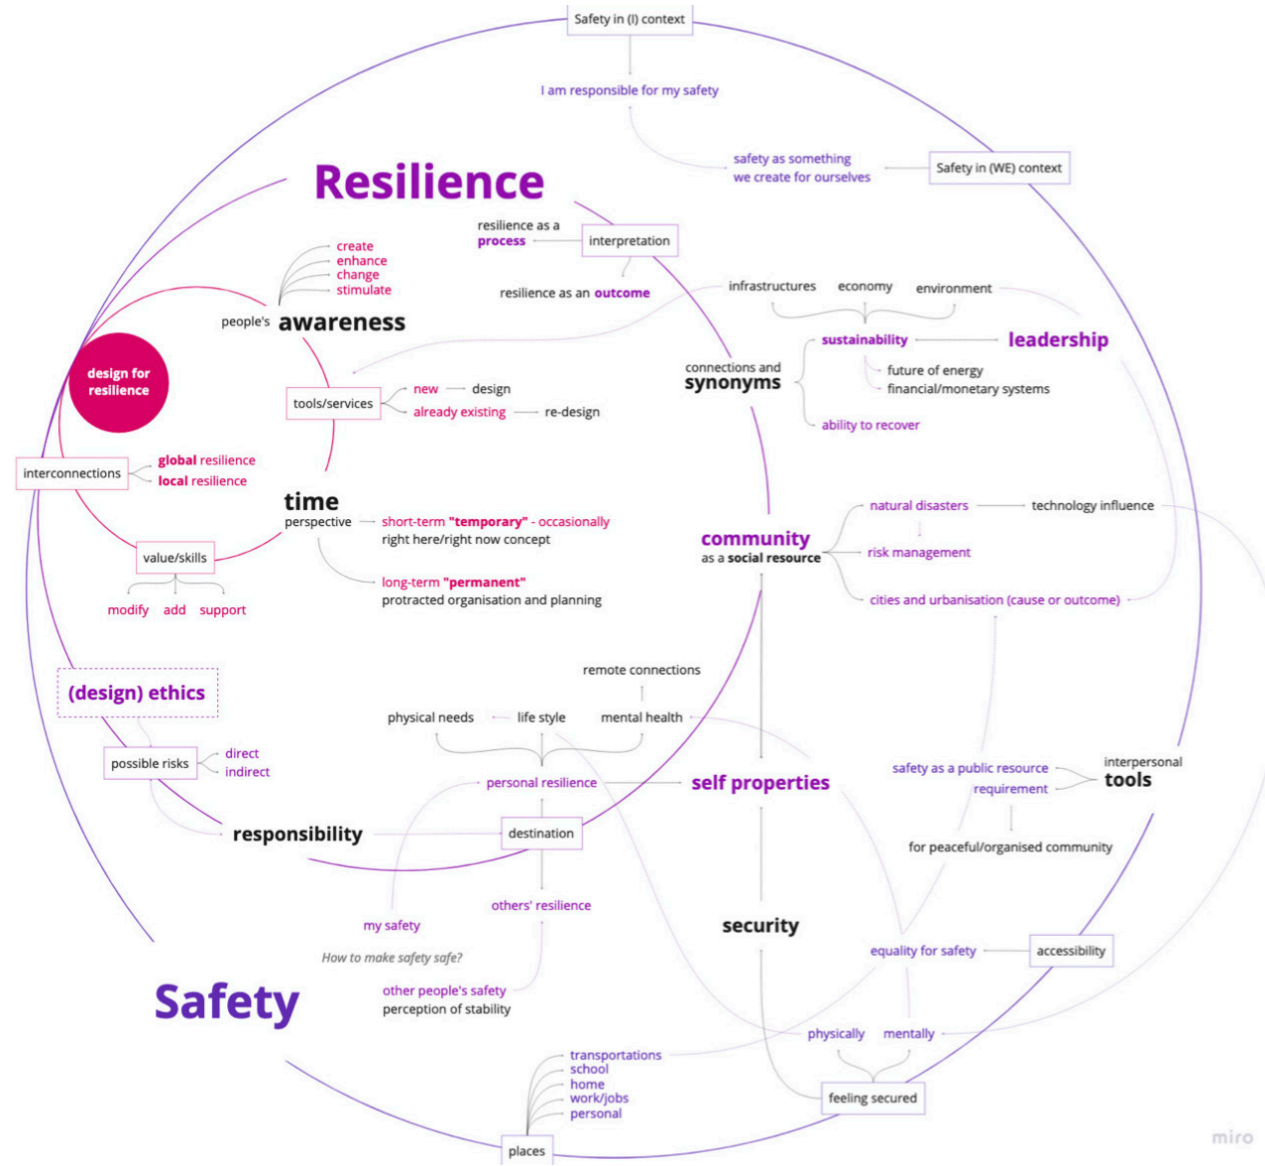 Safety in (I) context
I am responsible for my safety
safety as something
we create for ourselves
Safety in (WE) context
Resilience
resilience as a
process
interpretation
resilience as an outcome
create
enhance
change
stimulate
people's awareness
infrastructures
economy
environment
sustainability
leadership
future of energy
financial/monetary systems
connections and
synonyms
ability to recover
design for
resilience
tools/services
new
design
already existing
re-design
interconnections
global resilience
local resilience
time
perspective
short-term "temporary" - occasionally
right here/right now concept
long-term "permanent"
protracted organisation and planning
value/skills
modify
add
support
community
as a social resource
natural disasters
technology influence
risk management
cities and urbanisation (cause or outcome)
(design) ethics
possible risks
direct
indirect
responsibility
remote connections
physical needs
life style
mental health
personal resilience
self properties
destination
others' resilience
my safety
How to make safety safe?
other people's safety
perception of stability
safety as a public resource
requirement
interpersonal
tools
for peaceful/organised community
security
equality for safety
accessibility
Safety
physically
mentally
feeling secured
transportations
school
home
work/jobs
personal
places
miro